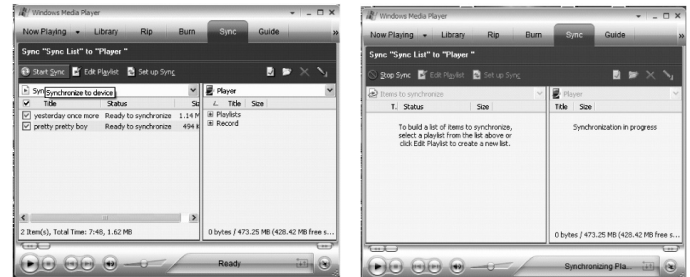 Windows Media Player
Now Playing Library Rip Burn Sync Guide »
Sync "Sync List" to "Player "
Start Sync Edit Playlist Set up Sync
Syn Player
Synchronize to device
Title Status Siz Title Size
yesterday once more Ready to synchronize 1.14 M Playlists
pretty pretty boy Ready to synchronize 494 K Record
2 Item(s), Total Time: 7:48, 1.62 MB 0 bytes / 473.25 MB (428.42 MB free s...
Ready
Windows Media Player
Now Playing Library Rip Burn Sync Guide »
Sync "Sync List" to "Player "
Stop Sync Edit Playlist Set up Sync
Items to synchronize Player
T. Status Size Title Size
To build a list of items to synchronize, Synchronization in progress
select a playlist from the list above or
click Edit Playlist to create a new list.
0 bytes / 473.25 MB (428.42 MB free s...
Synchronizing Pla...